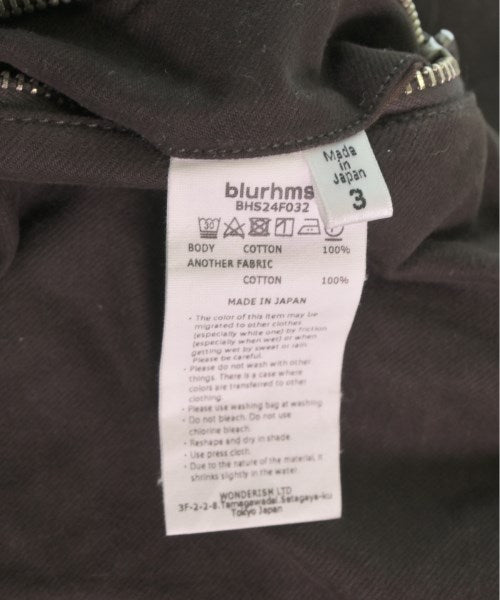 Made
in
Japan
3
blurhms
BHS24F032
30
BODY COTTON 100%
ANOTHER FABRIC
COTTON 100%
MADE IN JAPAN
・The color of this item may be
migrated to other clothes
(especially white one) by friction
(especially when wet) or when
getting wet by sweat or rain.
Please be careful.
・Please do not wash with other
things. There is a case where
colors are transferred to other
clothing.
・Please use washing bag at washing.
・Do not bleach. Do not use
chlorine bleach.
・Reshape and dry in shade.
・Use press cloth.
・Due to the nature of the material, it
shrinks slightly in the water.
WONDERISH LTD
3F-2-2-8.Tamagawadai Satagaya-ku
Tokyo Japan